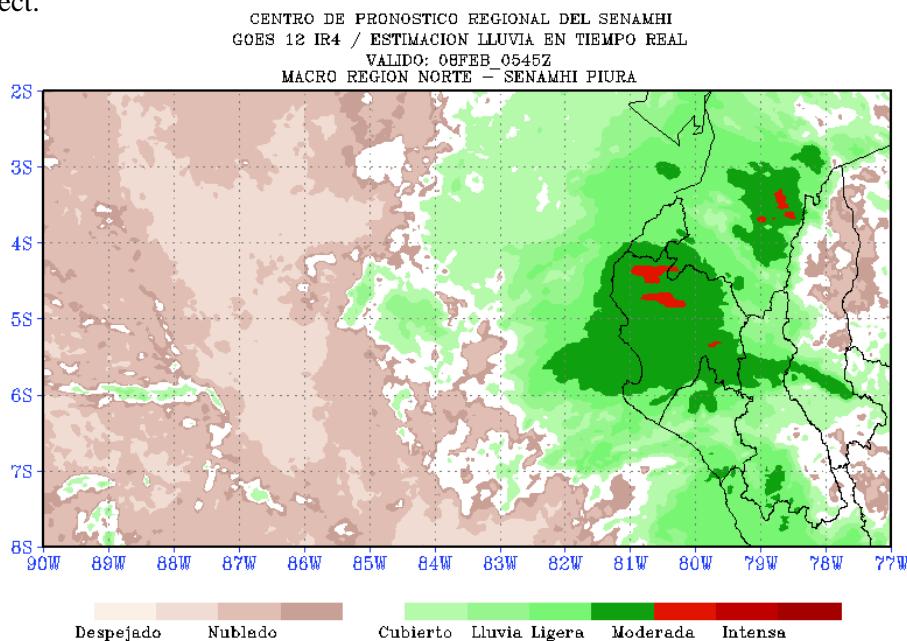 ect.
CENTRO DE PRONOSTICO REGIONAL DEL SENAMHI
GOES 12 IR4 / ESTIMACION LLUVIA EN TIEMPO REAL
VALIDO: 08FEB_0545Z
MACRO REGION NORTE – SENAMHI PIURA
2S
3S
4S
5S
6S
7S
8S
90W 89W 88W 87W 86W 85W 84W 83W 82W 81W 80W 79W 78W 77W
Despejado Nublado Cubierto Lluvia Ligera Moderada Intensa